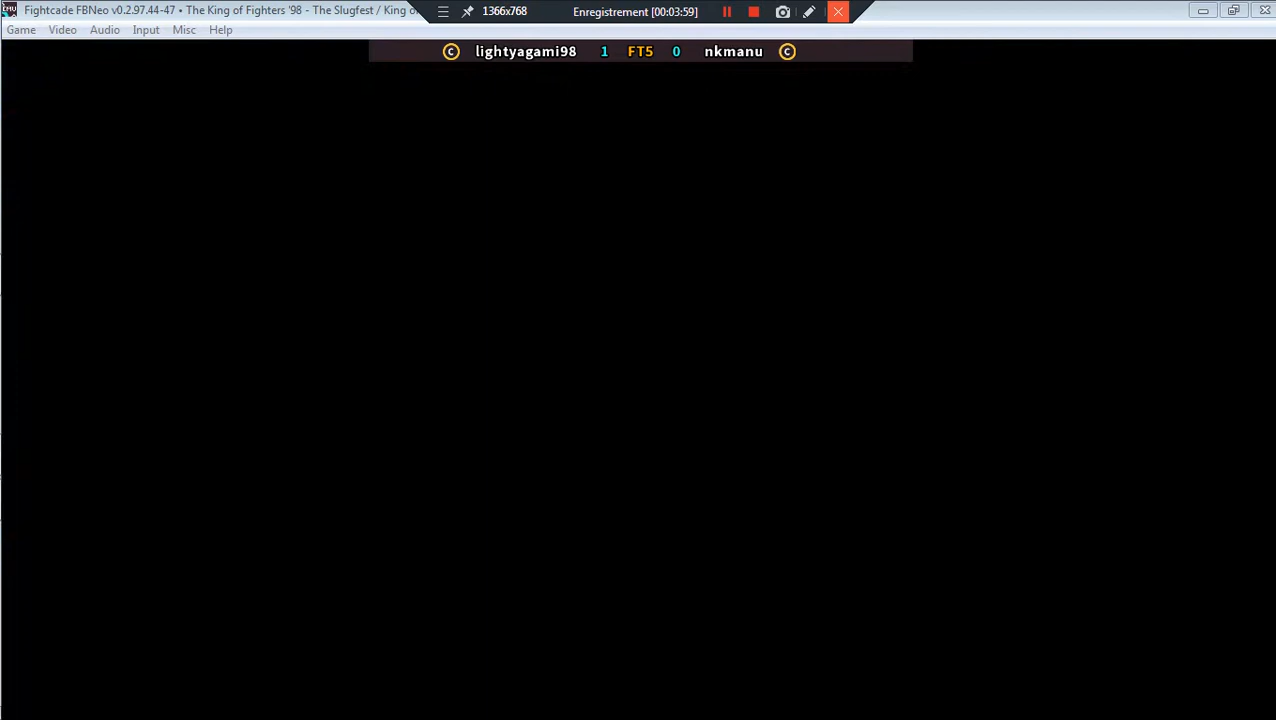 Fightcade FBNeo v0.2.97.44-47 • The King of Fighters '98 - The Slugfest / King o
1366x768
Enregistrement [00:03:59]
Game Video Audio Input Misc Help
C lightyagami98 1 FT5 0 nkmanu C